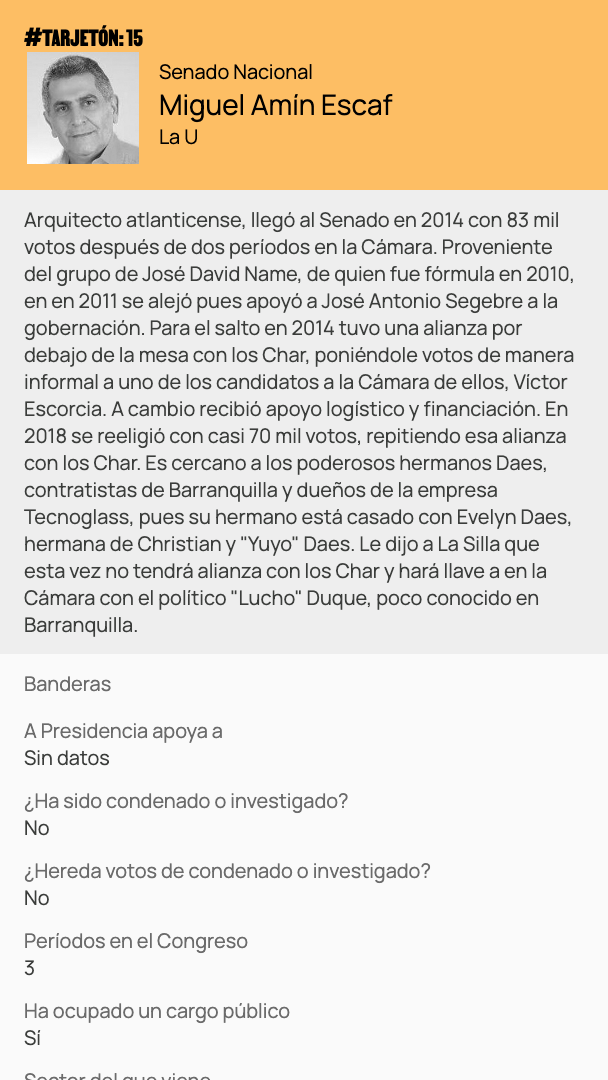 #TARJETÓN: 15
Senado Nacional
Miguel Amín Escaf
La U
Arquitecto atlanticense, llegó al Senado en 2014 con 83 mil
votos después de dos períodos en la Cámara. Proveniente
del grupo de José David Name, de quien fue fórmula en 2010,
en en 2011 se alejó pues apoyó a José Antonio Segebre a la
gobernación. Para el salto en 2014 tuvo una alianza por
debajo de la mesa con los Char, poniéndole votos de manera
informal a uno de los candidatos a la Cámara de ellos, Víctor
Escorcia. A cambio recibió apoyo logístico y financiación. En
2018 se reeligió con casi 70 mil votos, repitiendo esa alianza
con los Char. Es cercano a los poderosos hermanos Daes,
contratistas de Barranquilla y dueños de la empresa
Tecnoglass, pues su hermano está casado con Evelyn Daes,
hermana de Christian y "Yuyo" Daes. Le dijo a La Silla que
esta vez no tendrá alianza con los Char y hará llave a en la
Cámara con el político "Lucho" Duque, poco conocido en
Barranquilla.
Banderas
A Presidencia apoya a
Sin datos
¿Ha sido condenado o investigado?
No
¿Hereda votos de condenado o investigado?
No
Períodos en el Congreso
3
Ha ocupado un cargo público
Sí
Sector del que viene